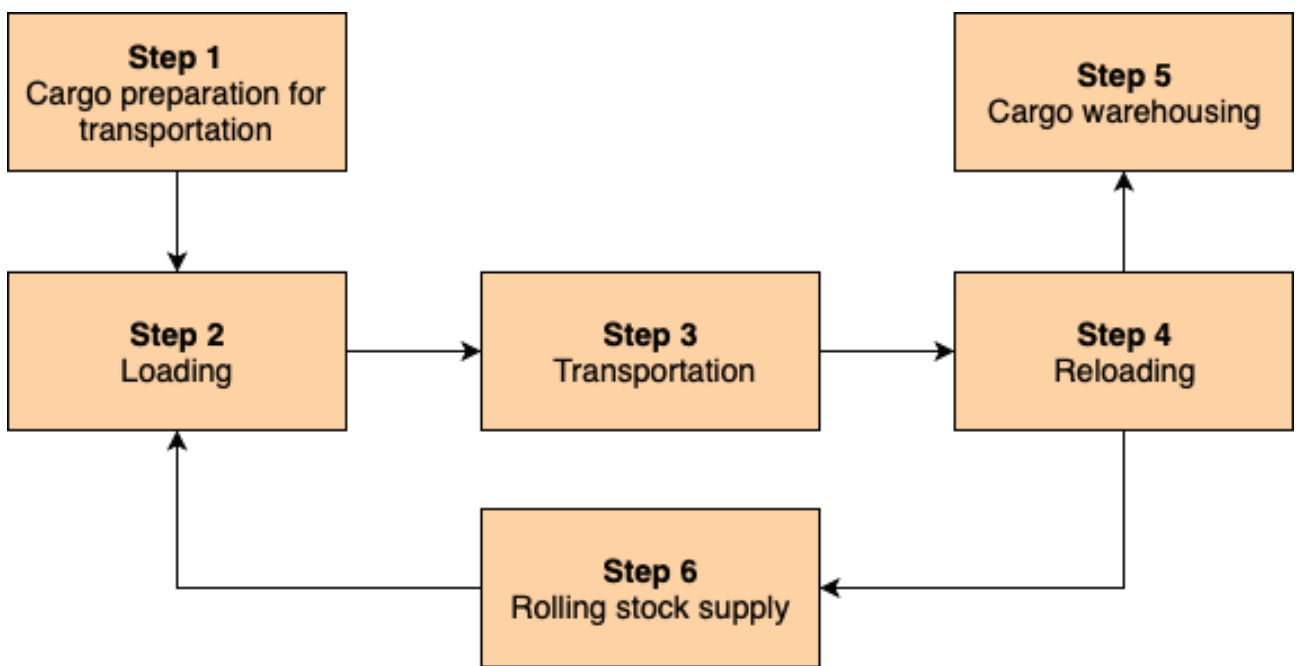 Step 1
Cargo preparation for
transportation
Step 5
Cargo warehousing
Step 2
Loading
Step 3
Transportation
Step 4
Reloading
Step 6
Rolling stock supply